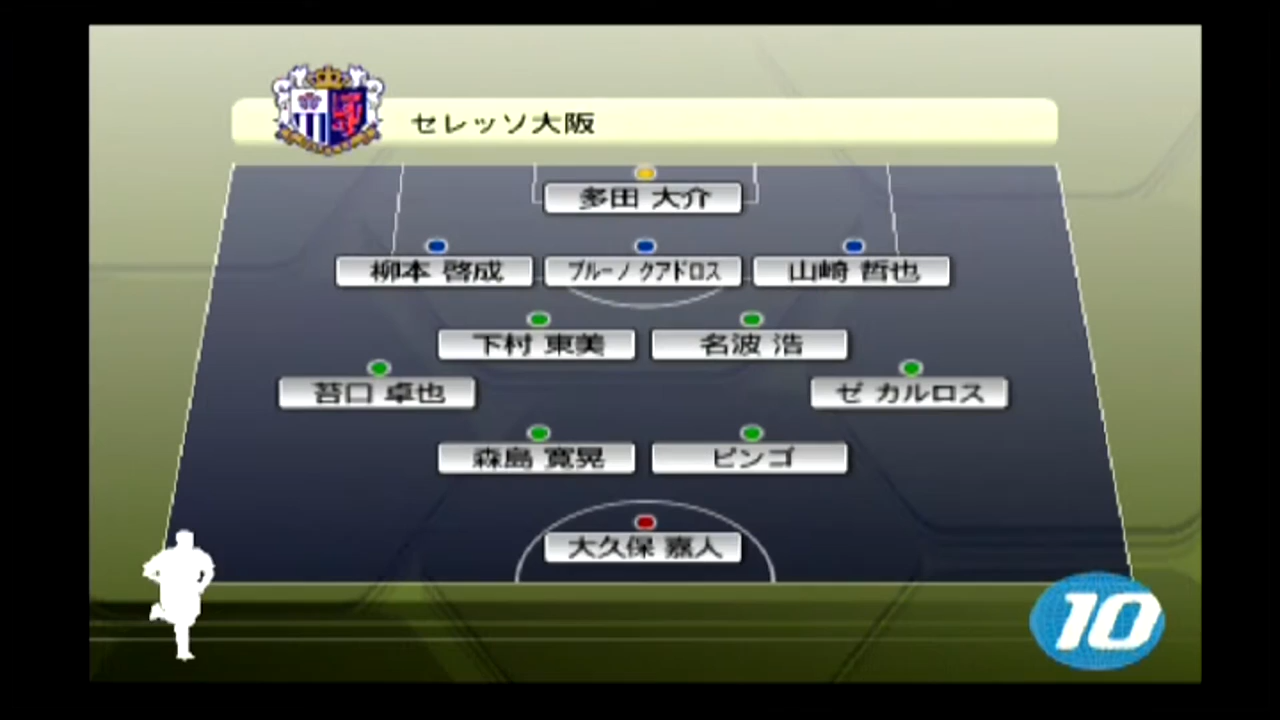 セレッソ大阪
多田 大介
柳本 啓成
ブルーノ クアドロス
山崎 哲也
下村 東美
名波 浩
苔口 卓也
ゼ カルロス
森島 寛晃
ピンゴ
大久保 嘉人
10